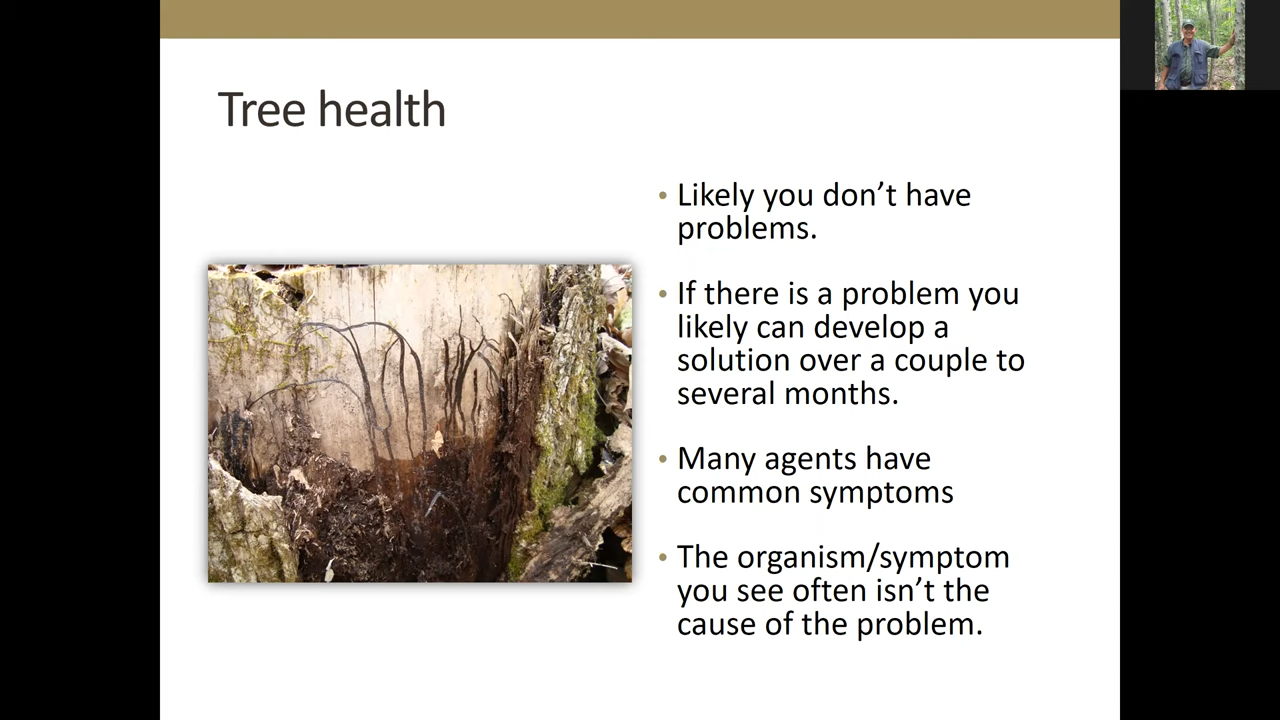 Tree health
• Likely you don’t have
problems.
• If there is a problem you
likely can develop a
solution over a couple to
several months.
• Many agents have
common symptoms
• The organism/symptom
you see often isn’t the
cause of the problem.